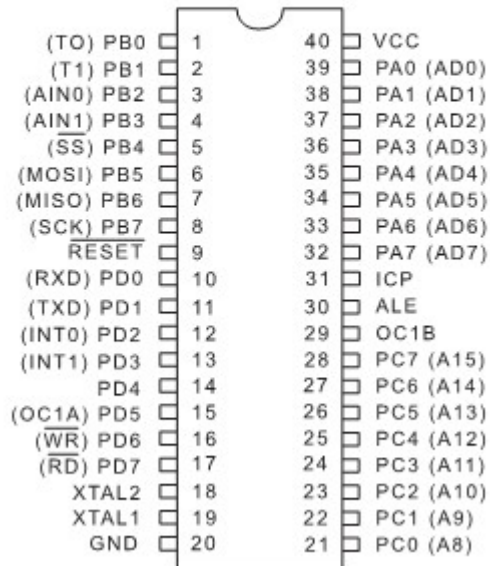 (TO) PB0 1 40 VCC
(T1) PB1 2 39 PA0 (AD0)
(AIN0) PB2 3 38 PA1 (AD1)
(AIN1) PB3 4 37 PA2 (AD2)
(S̅S̅) PB4 5 36 PA3 (AD3)
(MOSI) PB5 6 35 PA4 (AD4)
(MISO) PB6 7 34 PA5 (AD5)
(SCK) PB7 8 33 PA6 (AD6)
R̅E̅S̅E̅T̅ 9 32 PA7 (AD7)
(RXD) PD0 10 31 ICP
(TXD) PD1 11 30 ALE
(INT0) PD2 12 29 OC1B
(INT1) PD3 13 28 PC7 (A15)
PD4 14 27 PC6 (A14)
(OC1A) PD5 15 26 PC5 (A13)
(W̅R̅) PD6 16 25 PC4 (A12)
(R̅D̅) PD7 17 24 PC3 (A11)
XTAL2 18 23 PC2 (A10)
XTAL1 19 22 PC1 (A9)
GND 20 21 PC0 (A8)